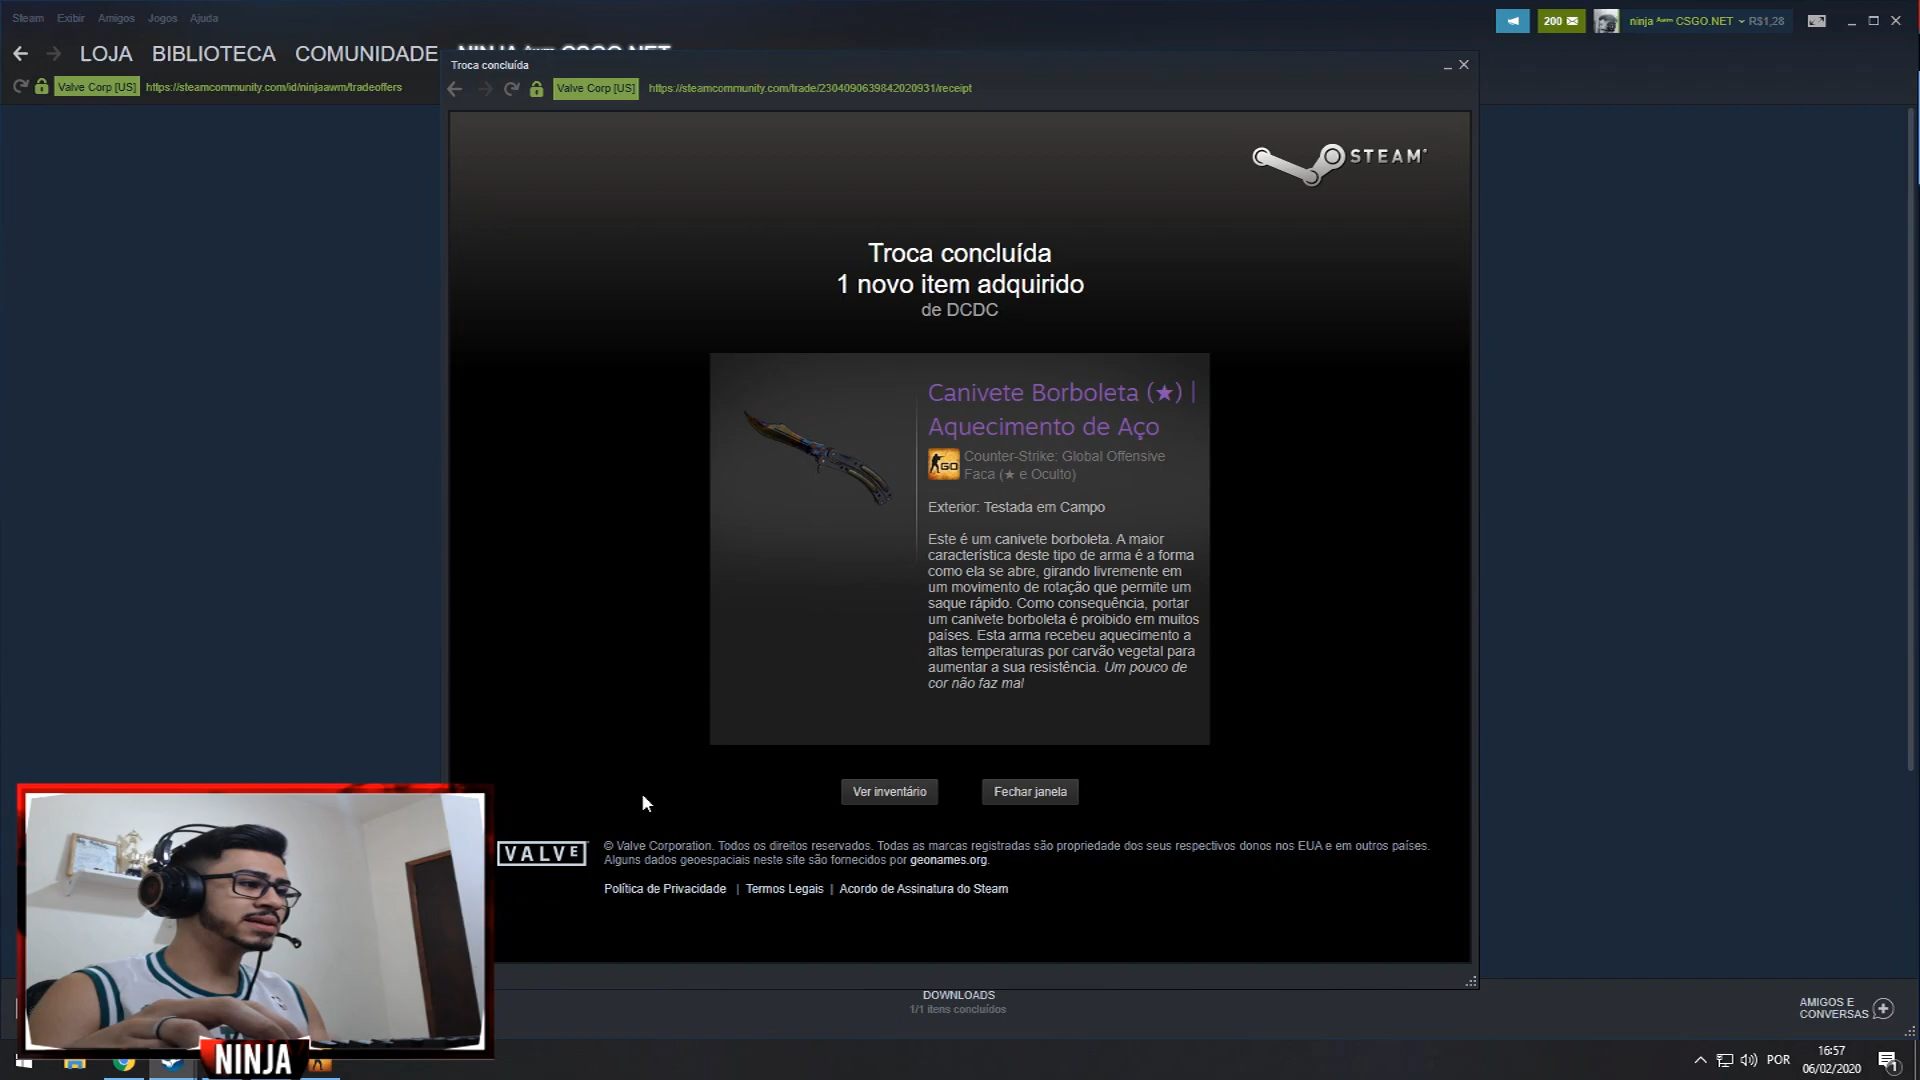 Steam Exibir Amigos Jogos Ajuda
200
ninja ᴬʷᵐ CSGO.NET
R$1,28
LOJA BIBLIOTECA COMUNIDADE NINJA ᴬʷᵐ CSGO.NET
Valve Corp [US] https://steamcommunity.com/id/ninjaawm/tradeoffers
Troca concluída
Valve Corp [US] https://steamcommunity.com/trade/2304090639842020931/receipt
STEAM
Troca concluída
1 novo item adquirido
de DCDC
Canivete Borboleta (★) |
Aquecimento de Aço
GO
Counter-Strike: Global Offensive
Faca (★ e Oculto)
Exterior: Testada em Campo
Este é um canivete borboleta. A maior
característica deste tipo de arma é a forma
como ela se abre, girando livremente em
um movimento de rotação que permite um
saque rápido. Como consequência, portar
um canivete borboleta é proibido em muitos
países. Esta arma recebeu aquecimento a
altas temperaturas por carvão vegetal para
aumentar a sua resistência. Um pouco de
cor não faz mal
Ver inventário
Fechar janela
VALVE
© Valve Corporation. Todos os direitos reservados. Todas as marcas registradas são propriedade dos seus respectivos donos nos EUA e em outros países.
Alguns dados geoespaciais neste site são fornecidos por geonames.org.
Política de Privacidade | Termos Legais | Acordo de Assinatura do Steam
DOWNLOADS
1/1 itens concluídos
AMIGOS E
CONVERSAS
NINJA
POR
16:57
06/02/2020
1